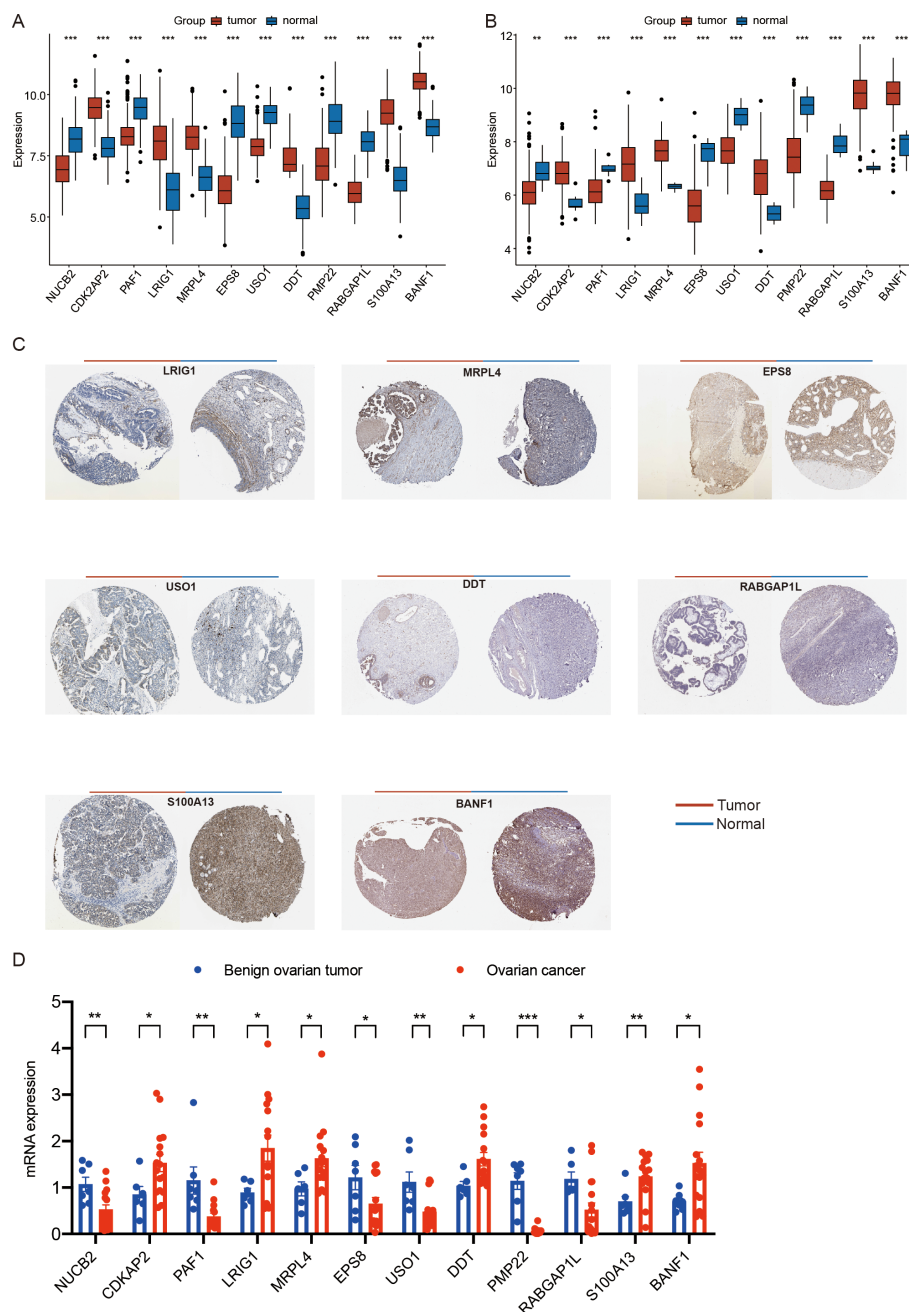 A
Group tumor normal
*** *** *** *** *** *** *** *** *** *** *** ***
Expression
10.0
7.5
5.0
NUCB2 CDK2AP2 PAF1 LRIG1 MRPL4 EPS8 USO1 DDT PMP22 RABGAP1L S100A13 BANF1
B
Group tumor normal
** *** *** *** *** *** *** *** *** *** *** ***
Expression
12
10
8
6
4
NUCB2 CDK2AP2 PAF1 LRIG1 MRPL4 EPS8 USO1 DDT PMP22 RABGAP1L S100A13 BANF1
C
LRIG1 MRPL4 EPS8
USO1 DDT RABGAP1L
S100A13 BANF1
Tumor
Normal
D
Benign ovarian tumor Ovarian cancer
mRNA expression
5
4
3
2
1
0
** * ** * * * ** * *** * ** *
NUCB2 CDKAP2 PAF1 LRIG1 MRPL4 EPS8 USO1 DDT PMP22 RABGAP1L S100A13 BANF1